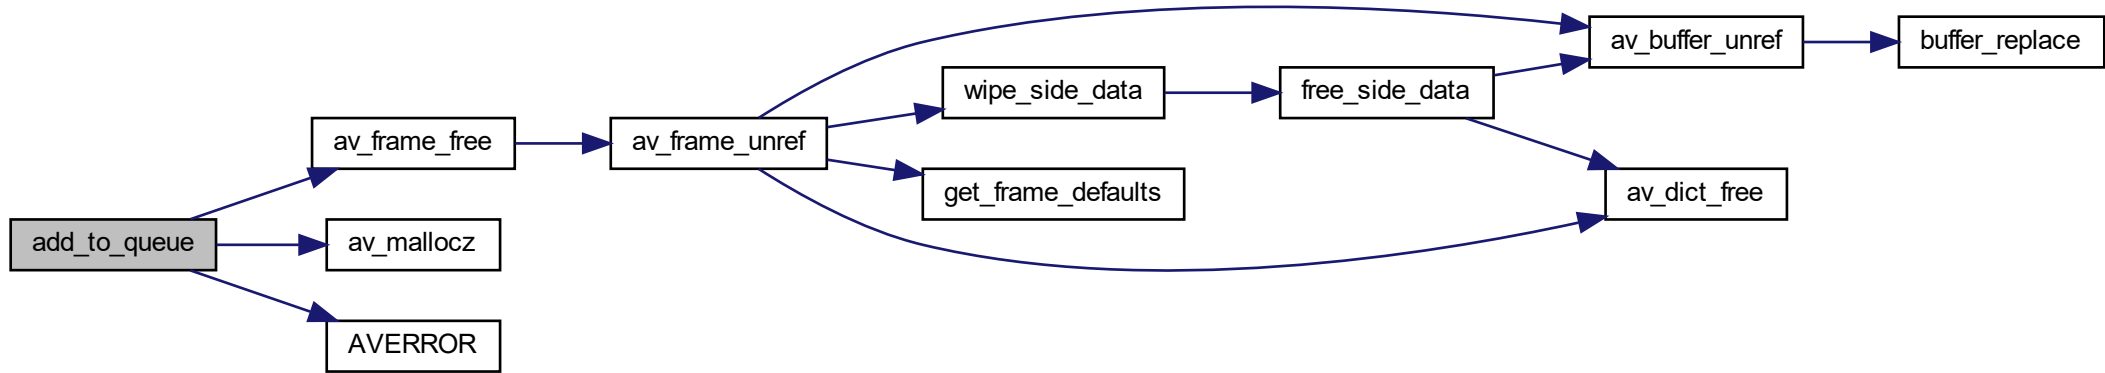 add_to_queue
av_frame_free
av_mallocz
AVERROR
av_frame_unref
wipe_side_data
get_frame_defaults
free_side_data
av_buffer_unref
av_dict_free
buffer_replace